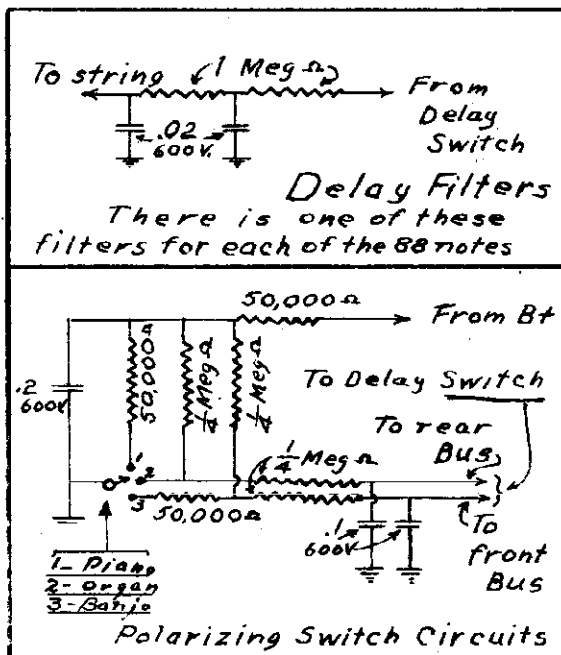 To string
1 Meg Ω
From
Delay
Switch
.02
600V.
Delay Filters
There is one of these
filters for each of the 88 notes
50,000 Ω
From B+
50,000 Ω
1/4 Meg Ω
1/4 Meg Ω
.2
600V
To Delay Switch
To rear
Bus
1/4 Meg Ω
1
2
3
50,000 Ω
.1
600V
To
front
Bus
1- Piano
2- Organ
3- Banjo
Polarizing Switch Circuits